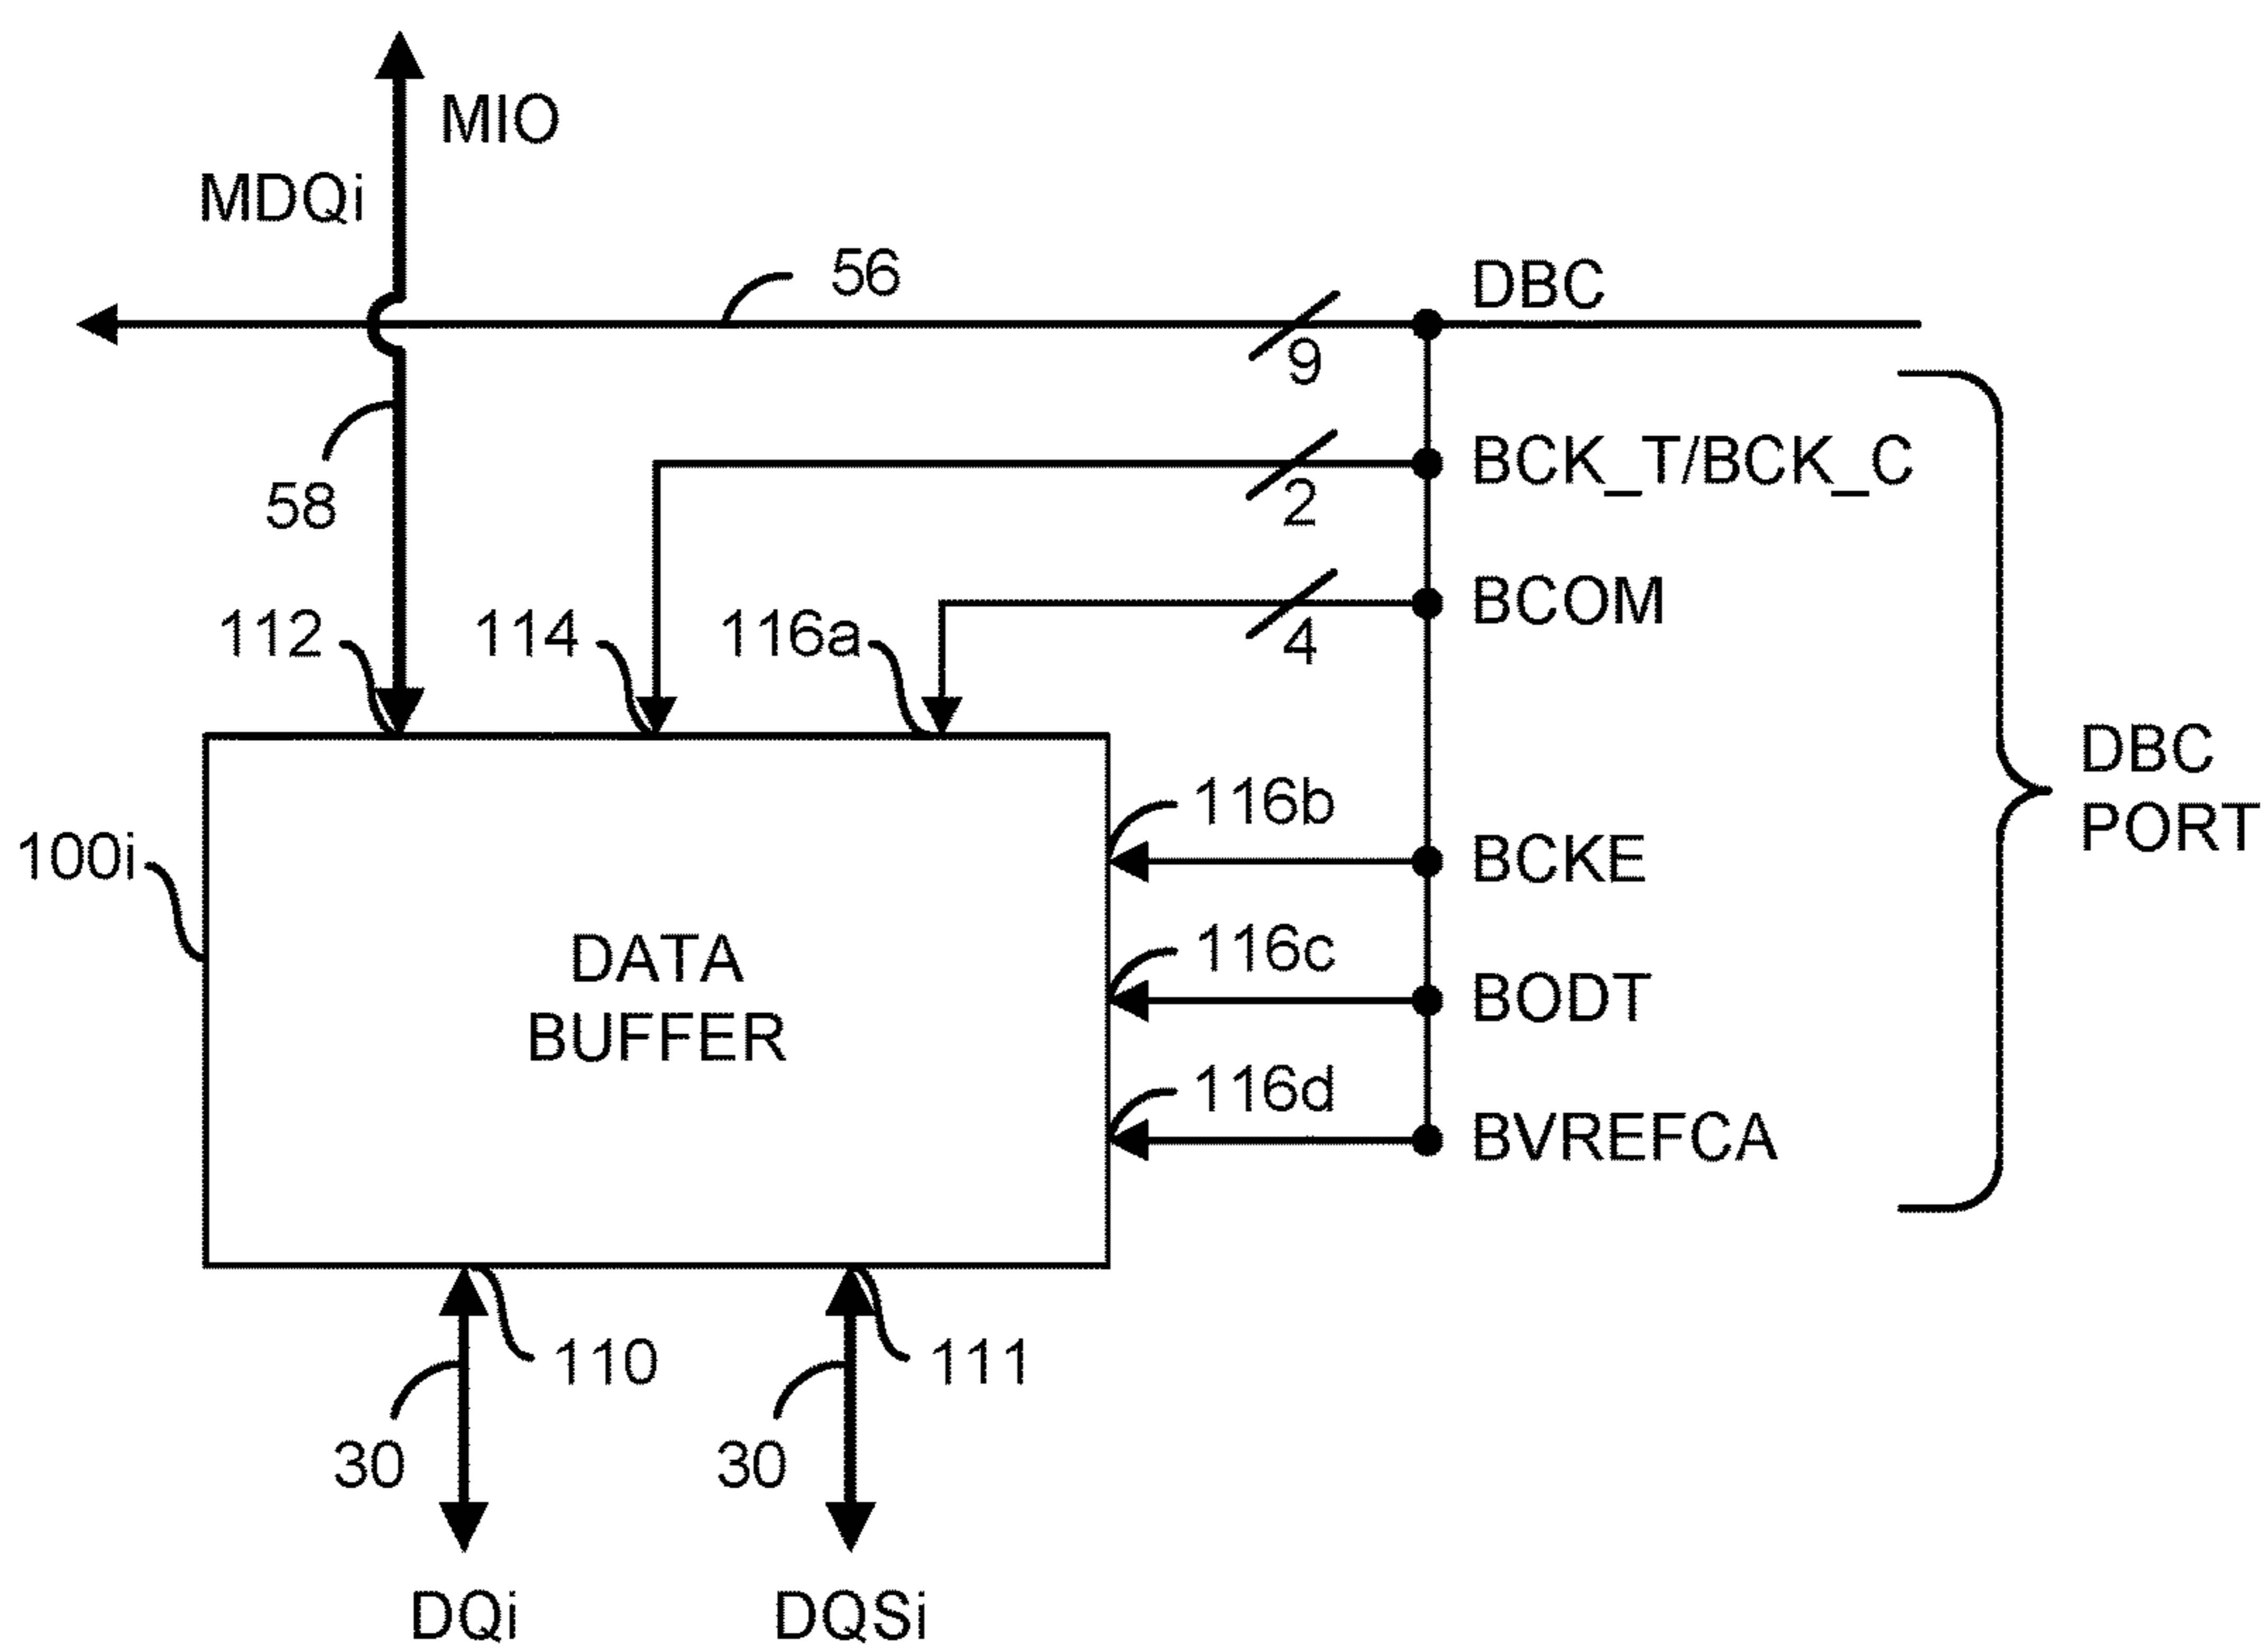 MIO
MDQi
56
DBC
9
BCK_T/BCK_C
58
2
BCOM
112
114
116a
4
DBC
PORT
116b
100i
BCKE
DATA
BUFFER
116c
BODT
116d
BVREFCA
110
111
30
30
DQi
DQSi